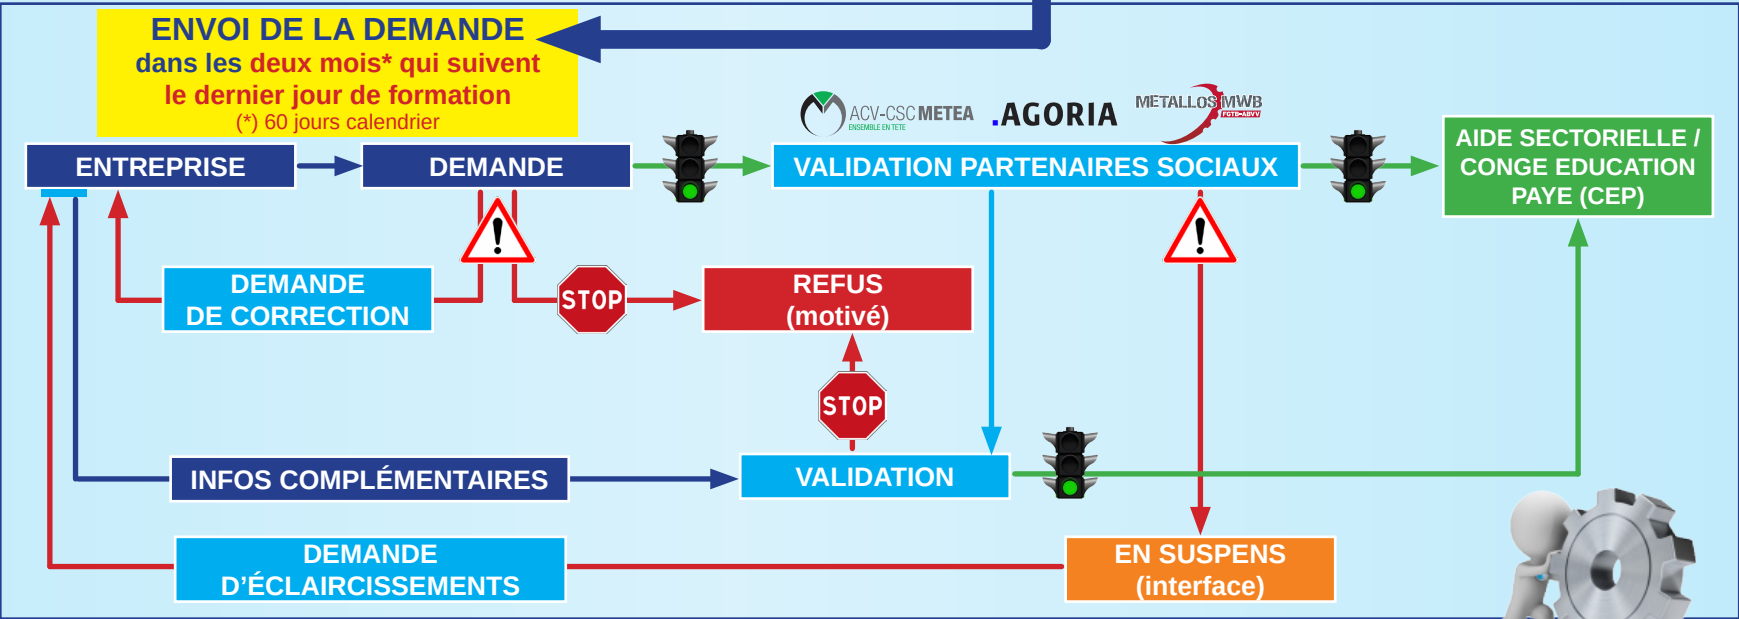 ENVOI DE LA DEMANDE
dans les deux mois* qui suivent
le dernier jour de formation
(*) 60 jours calendrier
ACV-CSC METEA
ENSEMBLE EN TETE
.AGORIA
METALLOS MWB
FGTB-ABVV
ENTREPRISE
DEMANDE
VALIDATION PARTENAIRES SOCIAUX
AIDE SECTORIELLE /
CONGE EDUCATION
PAYE (CEP)
DEMANDE
DE CORRECTION
STOP
REFUS
(motivé)
STOP
INFOS COMPLÉMENTAIRES
VALIDATION
DEMANDE
D'ÉCLAIRCISSEMENTS
EN SUSPENS
(interface)